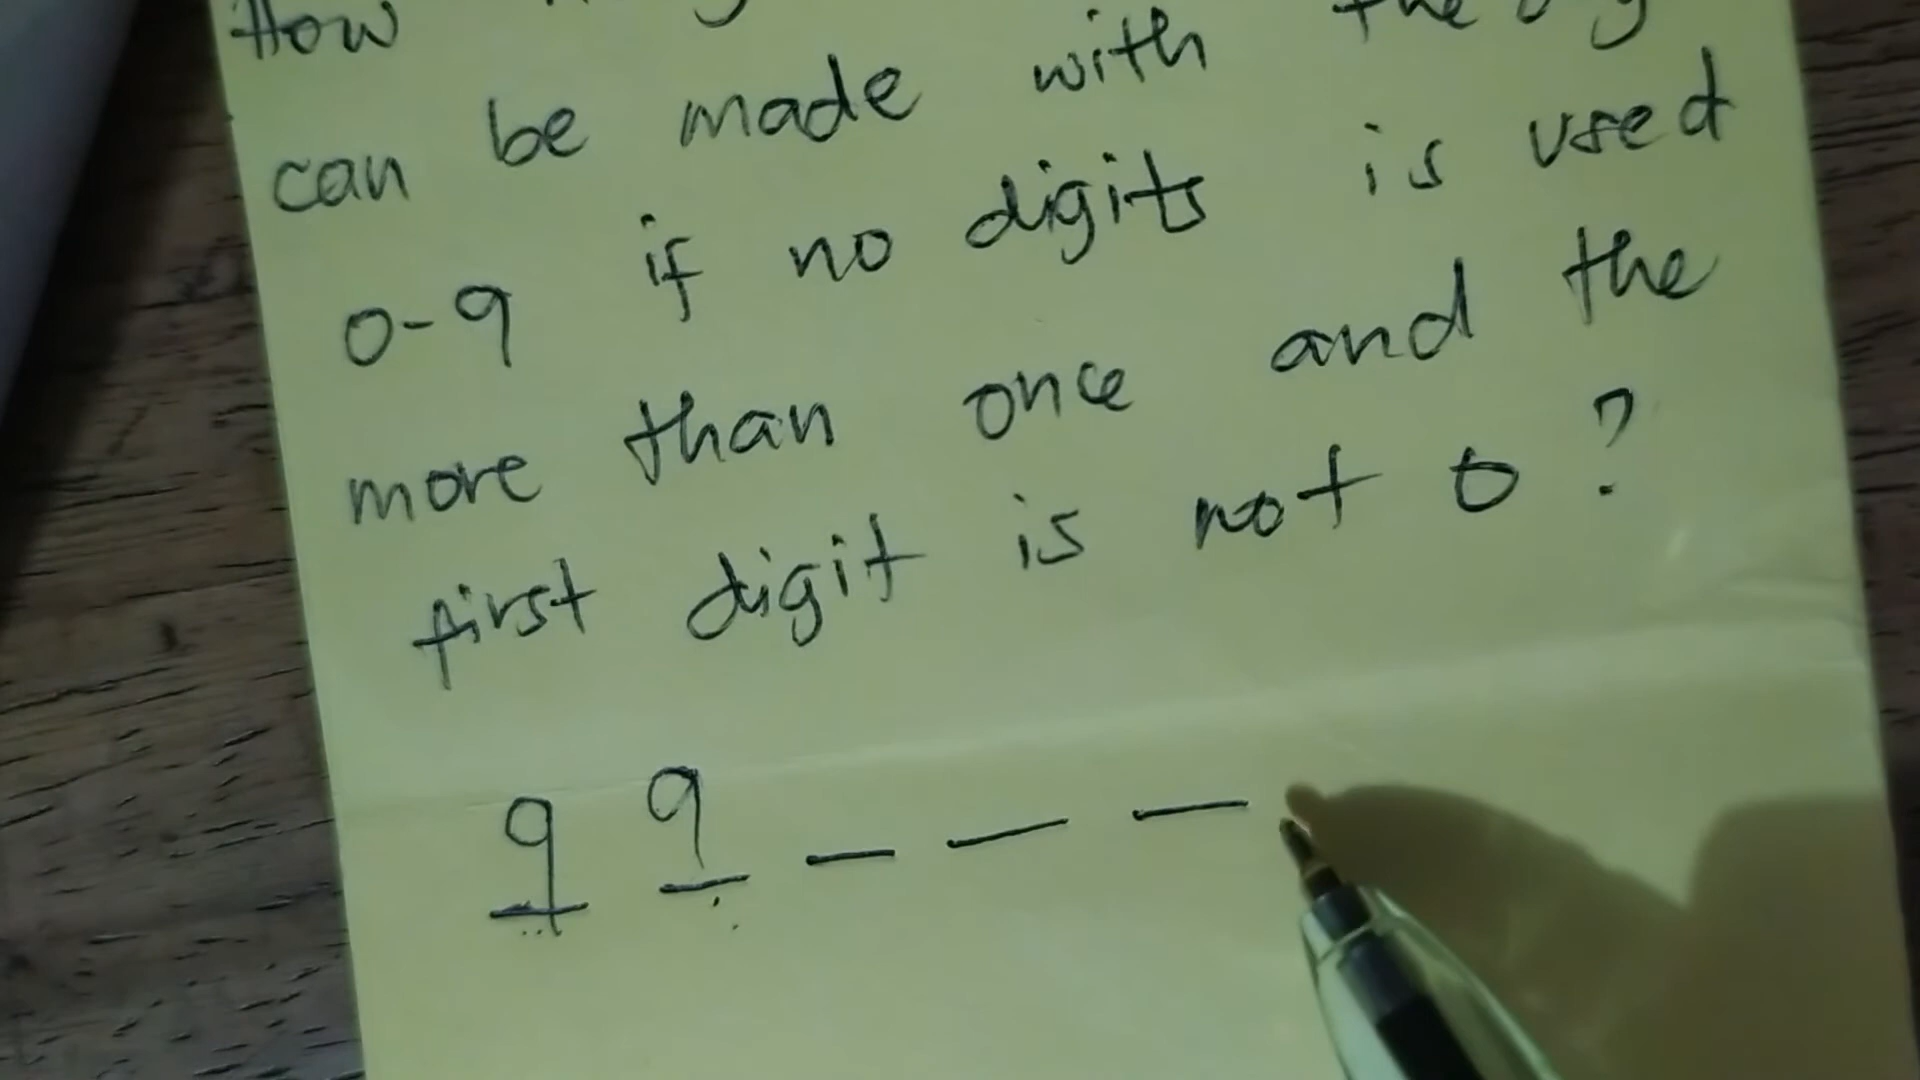 How
can be made with the
0-9 if no digits is used
more than once and the
first digit is not 0?
9 9 _ _ _